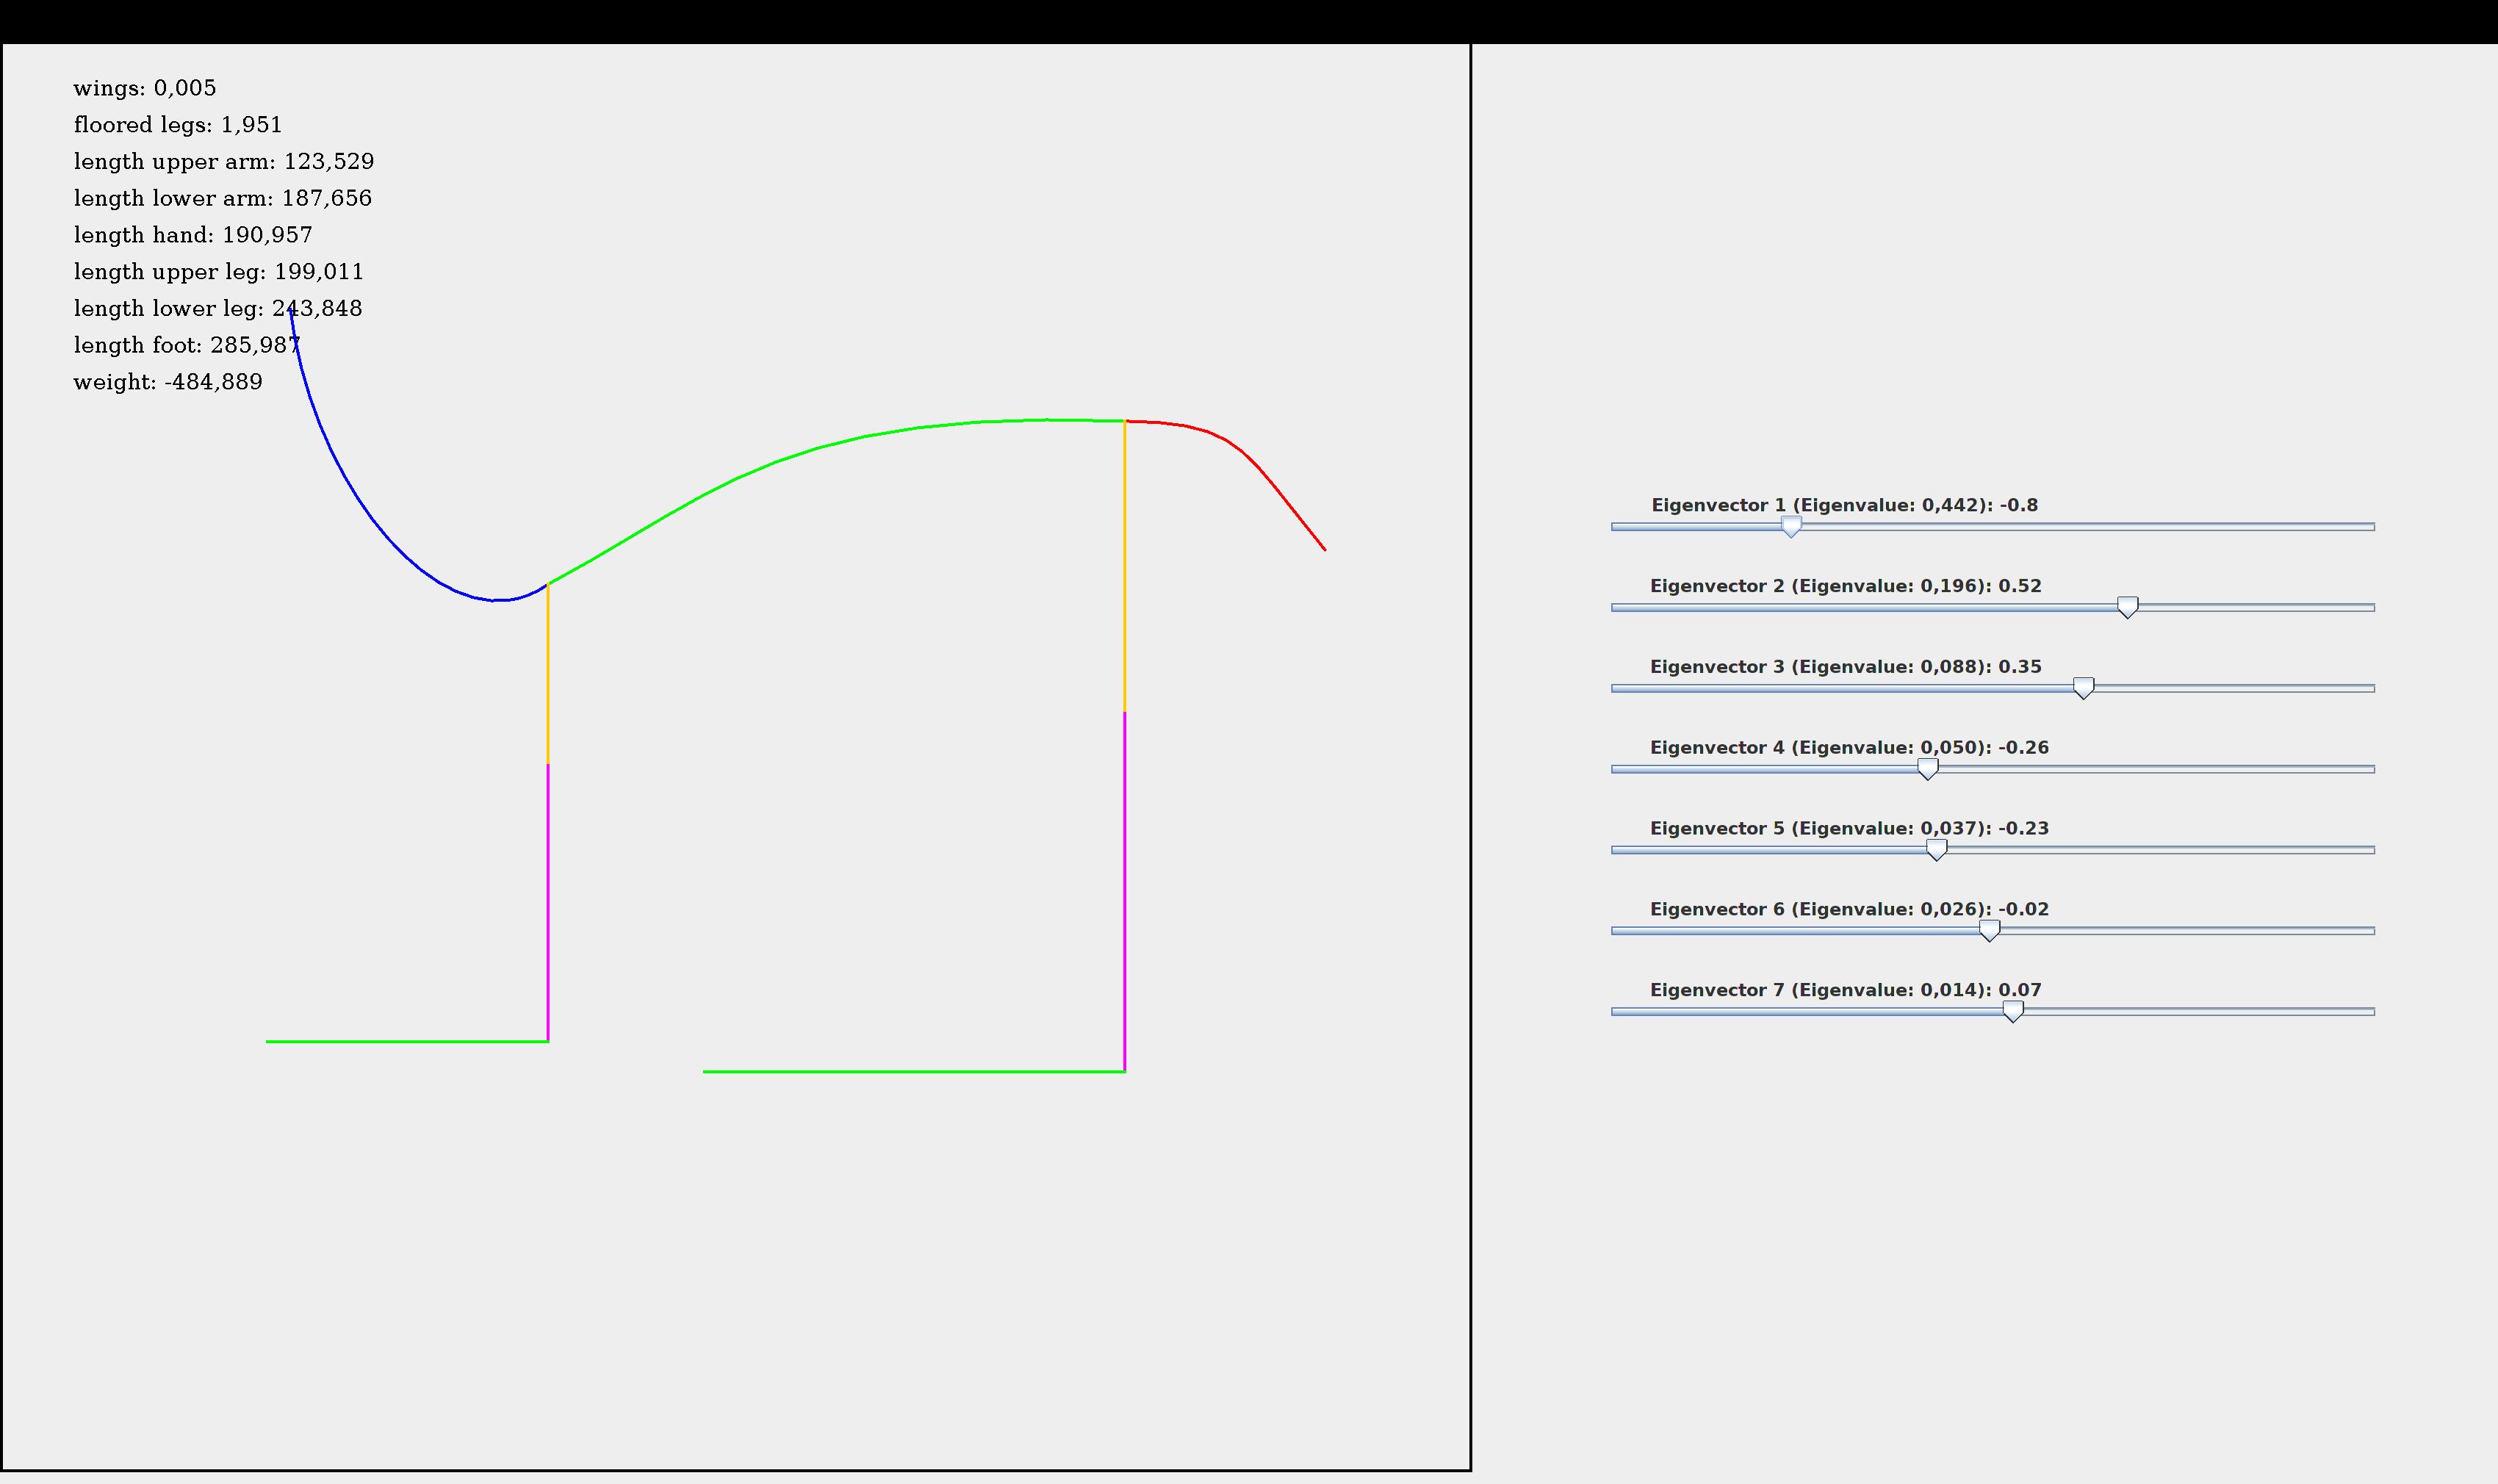 wings: 0,005
floored legs: 1,951
length upper arm: 123,529
length lower arm: 187,656
length hand: 190,957
length upper leg: 199,011
length lower leg: 243,848
length foot: 285,987
weight: -484,889
Eigenvector 1 (Eigenvalue: 0,442): -0.8
Eigenvector 2 (Eigenvalue: 0,196): 0.52
Eigenvector 3 (Eigenvalue: 0,088): 0.35
Eigenvector 4 (Eigenvalue: 0,050): -0.26
Eigenvector 5 (Eigenvalue: 0,037): -0.23
Eigenvector 6 (Eigenvalue: 0,026): -0.02
Eigenvector 7 (Eigenvalue: 0,014): 0.07